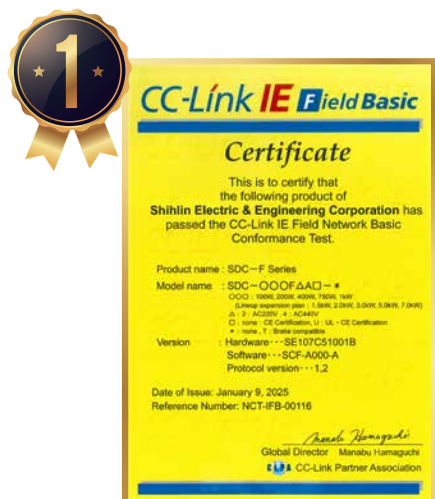 1
CC-Link IE Field Basic
Certificate
This is to certify that
the following product of
Shihlin Electric & Engineering Corporation has
passed the CC-Link IE Field Network Basic
Conformance Test.
Product name : SDC-F Series
Model name : SDC-○○○F△A□-*
○○○ : 100W, 200W, 400W, 750W, 1kW
(Lineup expansion plan : 1.5kW, 2.0kW, 3.0kW, 5.0kW, 7.0kW)
△ : 2 : AC220V , 4 : AC440V
□ : none : CE Certification, U : UL・CE Certification
* : none , T : Brake compatible
Version : Hardware・・・SE107C51001B
Software・・・SCF-A000-A
Protocol version・・・1,2
Date of Issue: January 9, 2025
Reference Number: NCT-IFB-00116
Manabu Hamaguchi
Global Director Manabu Hamaguchi
CLPA CC-Link Partner Association